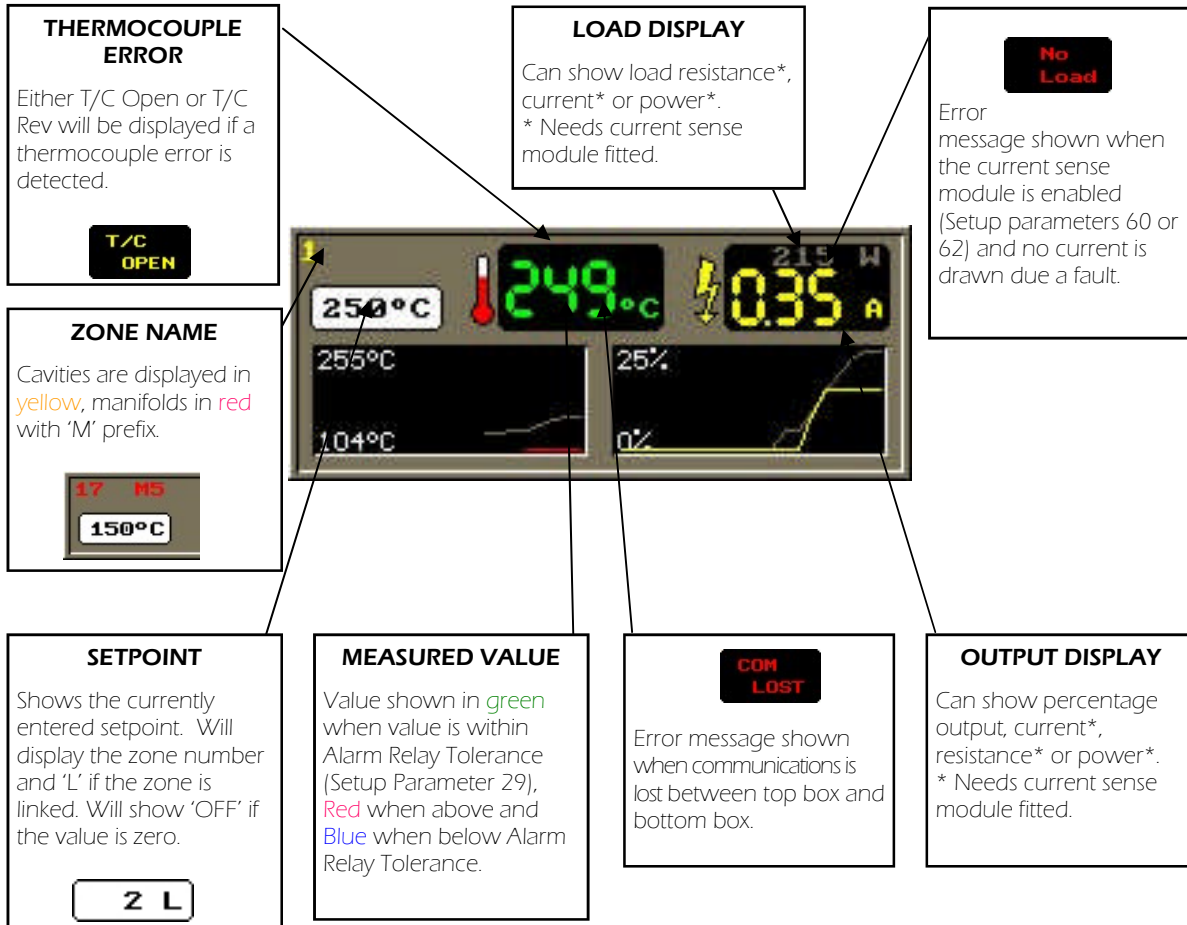 THERMOCOUPLE
ERROR
Either T/C Open or T/C
Rev will be displayed if a
thermocouple error is
detected.
T/C
OPEN
LOAD DISPLAY
Can show load resistance*,
current* or power*.
* Needs current sense
module fitted.
No
Load
Error
message shown when
the current sense
module is enabled
(Setup parameters 60 or
62) and no current is
drawn due a fault.
1
250°C
249°C
215 W
0.35 A
255°C
104°C
25%
0%
ZONE NAME
Cavities are displayed in
yellow, manifolds in red
with ‘M’ prefix.
17 M5
150°C
SETPOINT
Shows the currently
entered setpoint. Will
display the zone number
and ‘L’ if the zone is
linked. Will show ‘OFF’ if
the value is zero.
2 L
MEASURED VALUE
Value shown in green
when value is within
Alarm Relay Tolerance
(Setup Parameter 29),
Red when above and
Blue when below Alarm
Relay Tolerance.
COM
LOST
Error message shown
when communications is
lost between top box and
bottom box.
OUTPUT DISPLAY
Can show percentage
output, current*,
resistance* or power*.
* Needs current sense
module fitted.